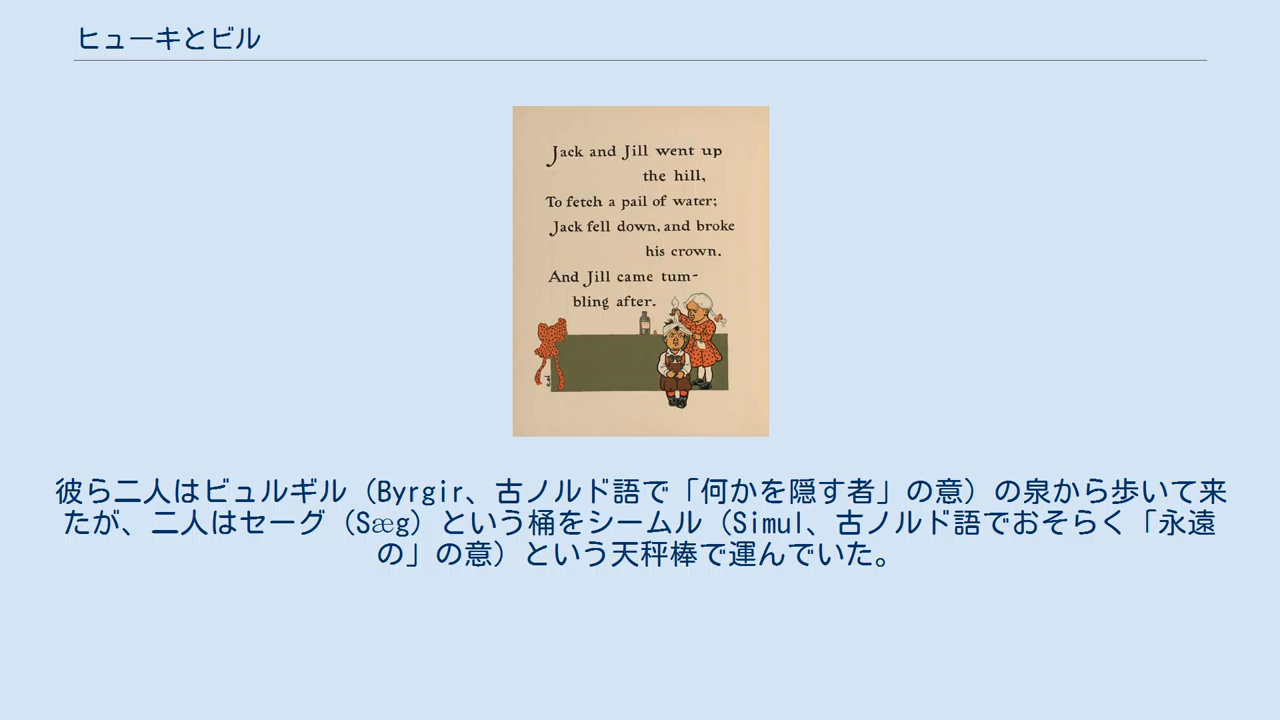 ヒューキとビル
Jack and Jill went up
the hill,
To fetch a pail of water;
Jack fell down, and broke
his crown.
And Jill came tum-
bling after.
彼ら二人はビュルギル（Byrgir、古ノルド語で「何かを隠す者」の意）の泉から歩いて来
たが、二人はセーグ（Sæg）という桶をシームル（Simul、古ノルド語でおそらく「永遠
の」の意）という天秤棒で運んでいた。